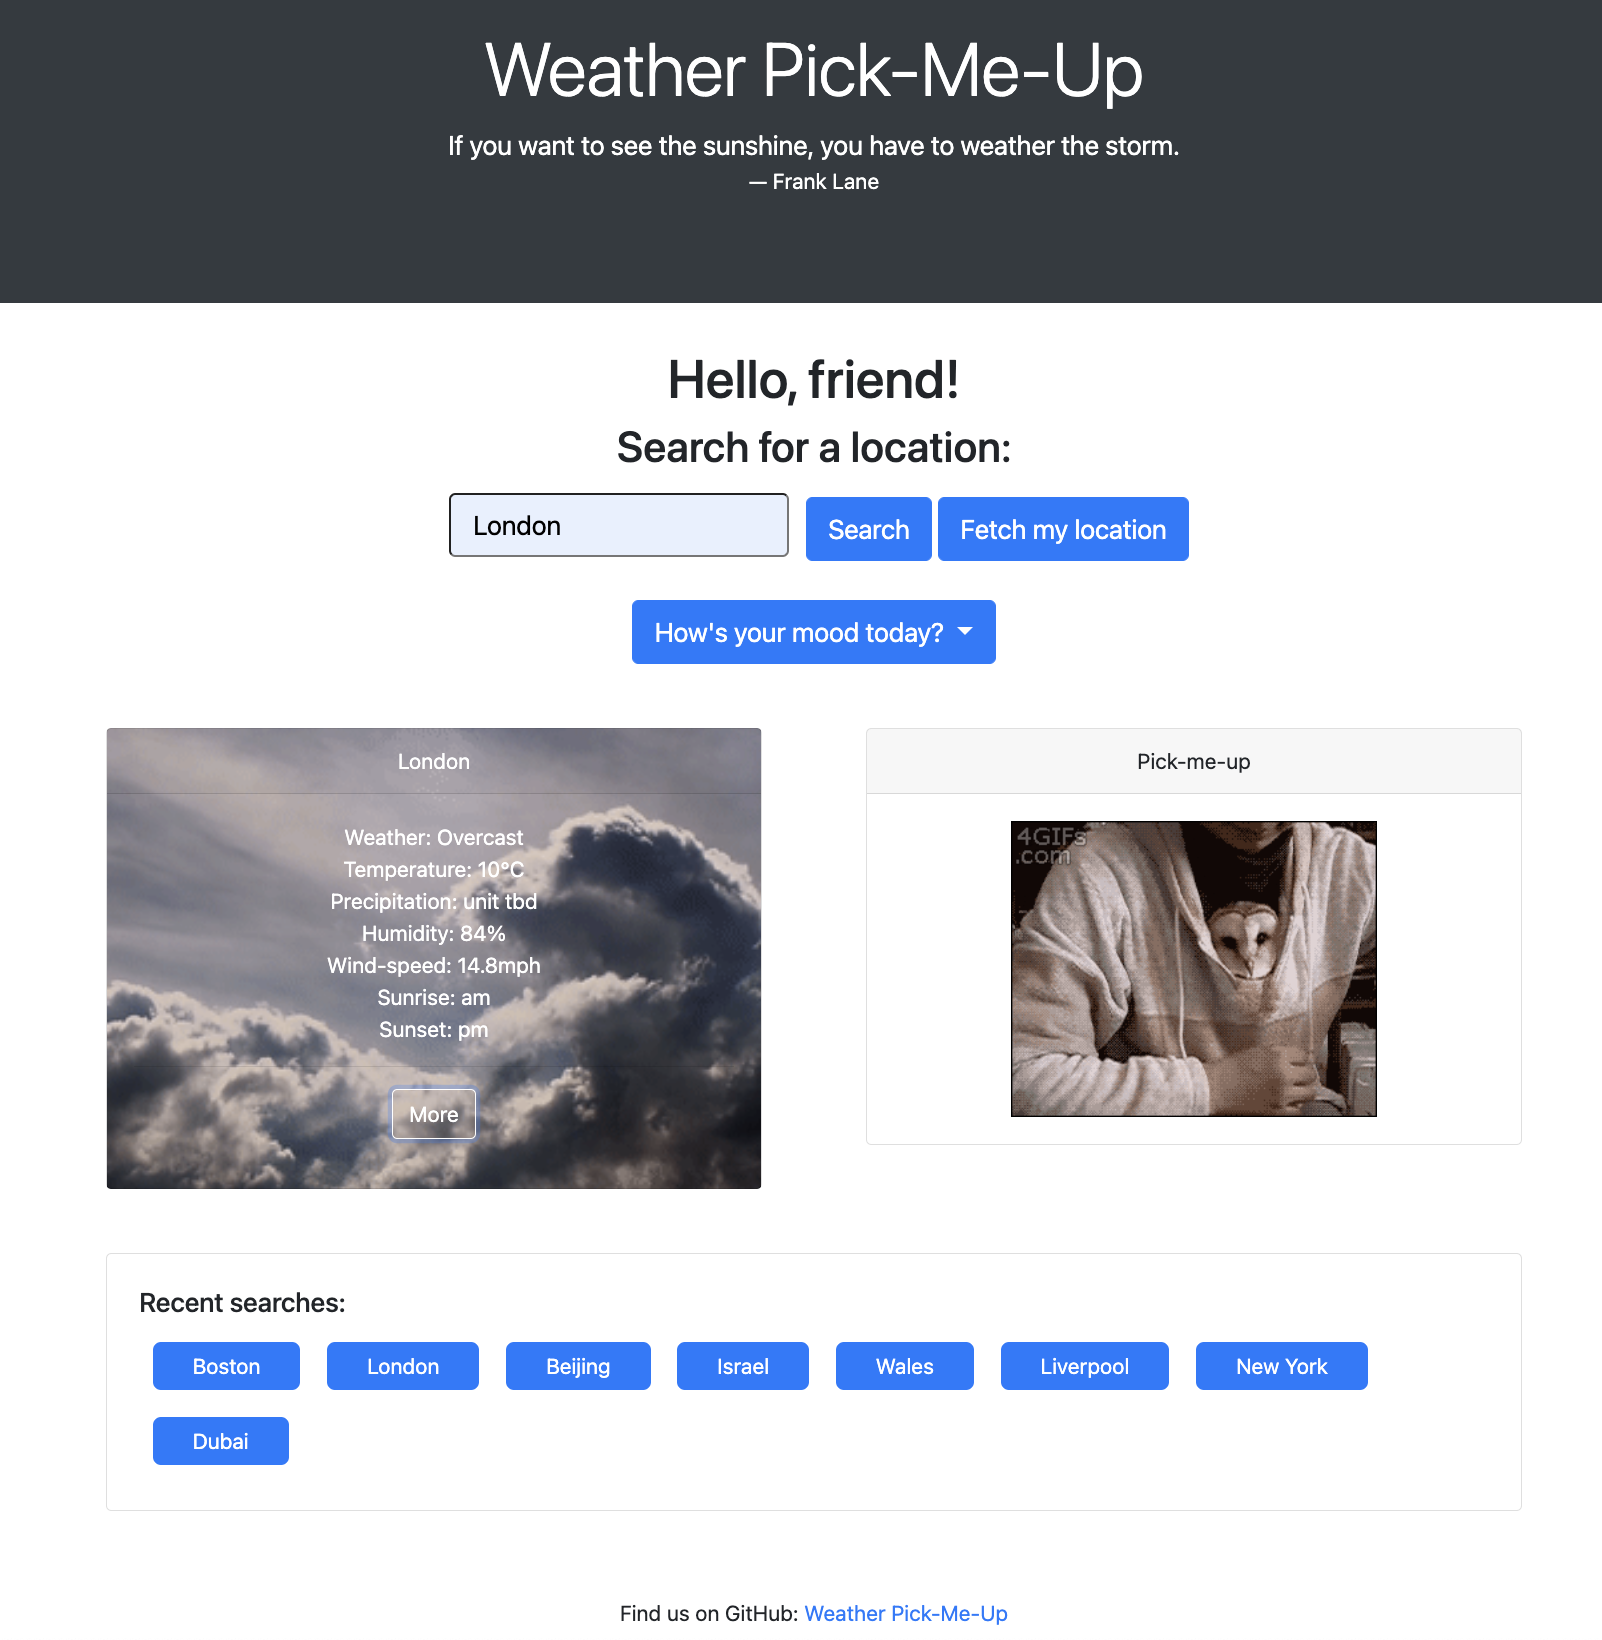 Weather Pick-Me-Up
If you want to see the sunshine, you have to weather the storm.
— Frank Lane
Hello, friend!
Search for a location:
London
Search
Fetch my location
How's your mood today?
London
Weather: Overcast
Temperature: 10°C
Precipitation: unit tbd
Humidity: 84%
Wind-speed: 14.8mph
Sunrise: am
Sunset: pm
More
Pick-me-up
4GIFs
.com
Recent searches:
Boston
London
Beijing
Israel
Wales
Liverpool
New York
Dubai
Find us on GitHub: Weather Pick-Me-Up